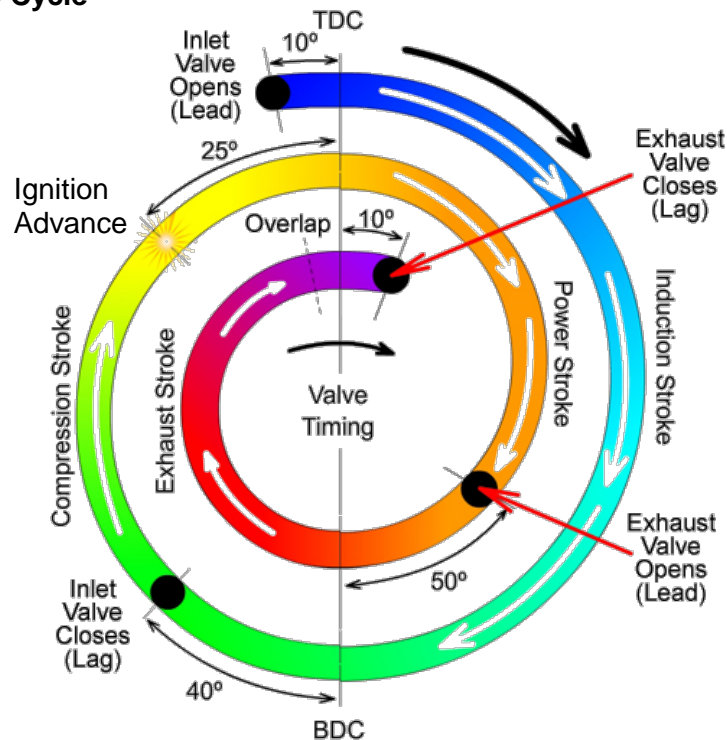 Cycle
TDC
Inlet
Valve
Opens
(Lead)
10º
25º
Ignition
Advance
Overlap
10º
Exhaust
Valve
Closes
(Lag)
Compression Stroke
Exhaust Stroke
Power Stroke
Induction Stroke
Valve
Timing
Exhaust
Valve
Opens
(Lead)
50º
Inlet
Valve
Closes
(Lag)
40º
BDC